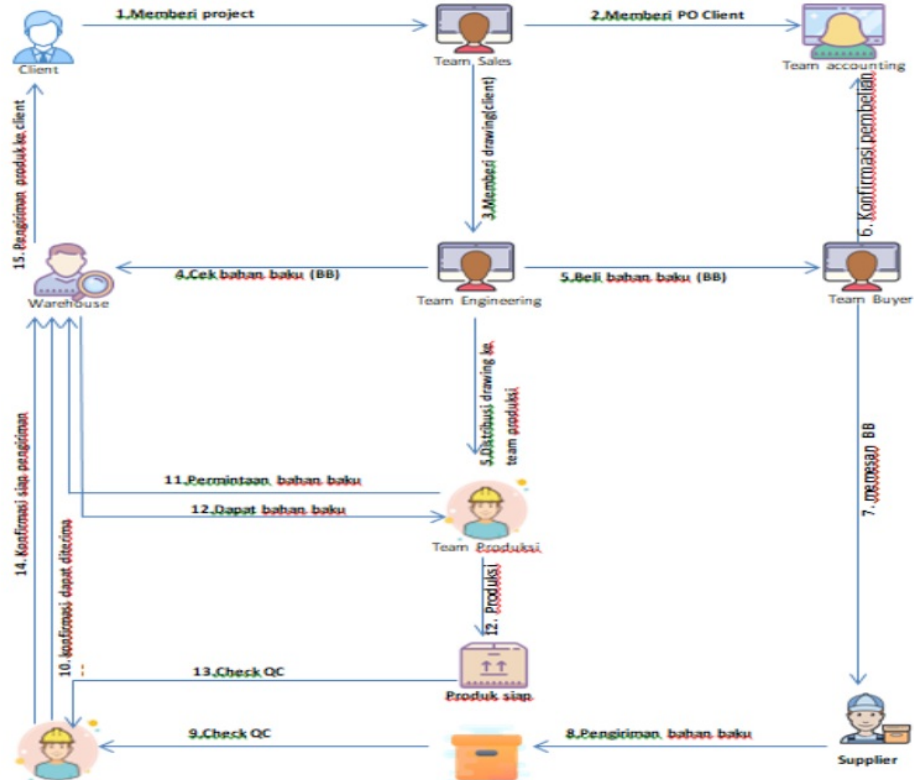 1.Memberi project
2.Memberi PO Client
Client
Team Sales
Team accounting
15. Pengiriman produk ke client
3.Memberi drawing(client)
6. Konfirmasi pembelian
4.Cek bahan baku (BB)
5.Beli bahan baku (BB)
Warehouse
Team Engineering
Team Buyer
5.Distribusi drawing ke
team produksi
7. memesan BB
14. Konfirmasi siap pengiriman
10. konfirmasi dapat diterima
11.Permintaan bahan baku
12.Dapat bahan baku
Team Produksi
12. Produksi
13.Check QC
Produk siap
9.Check QC
8.Pengiriman bahan baku
Supplier